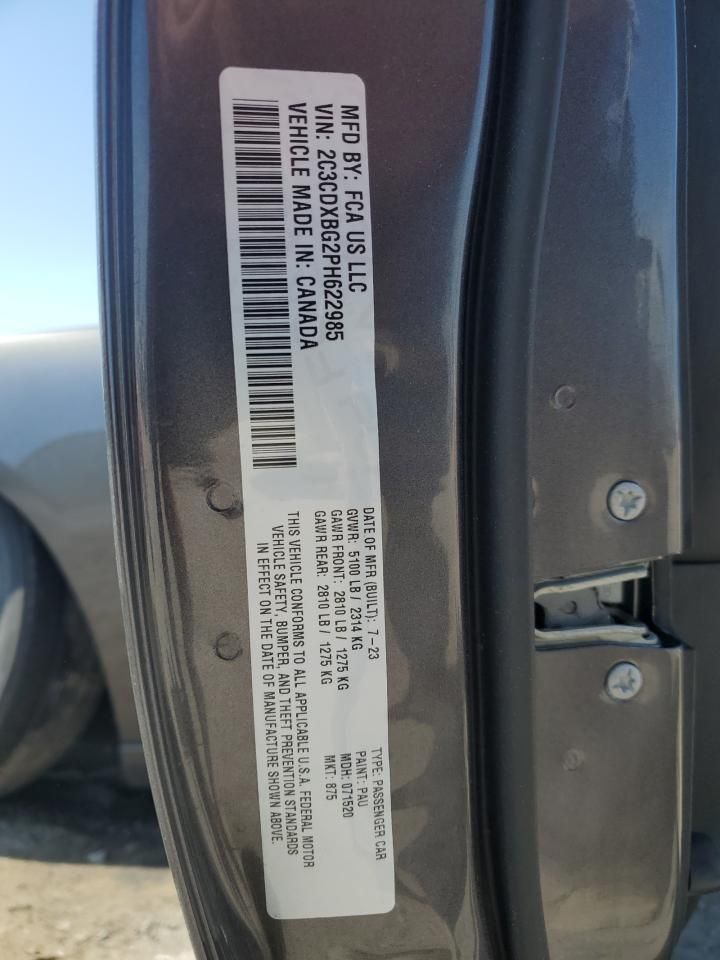 MFD BY: FCA US LLC
VIN: 2C3CDXBG2PH622985
VEHICLE MADE IN: CANADA
DATE OF MFR (BUILT): 7-23
GVWR: 5100 LB / 2314 KG
GAWR FRONT: 2810 LB / 1275 KG
GAWR REAR: 2810 LB / 1275 KG
THIS VEHICLE CONFORMS TO ALL APPLICABLE U.S.A. FEDERAL MOTOR
VEHICLE SAFETY, BUMPER, AND THEFT PREVENTION STANDARDS
IN EFFECT ON THE DATE OF MANUFACTURE SHOWN ABOVE.
TYPE: PASSENGER CAR
PAINT: PAU
MDH: 071520
MKT: 875